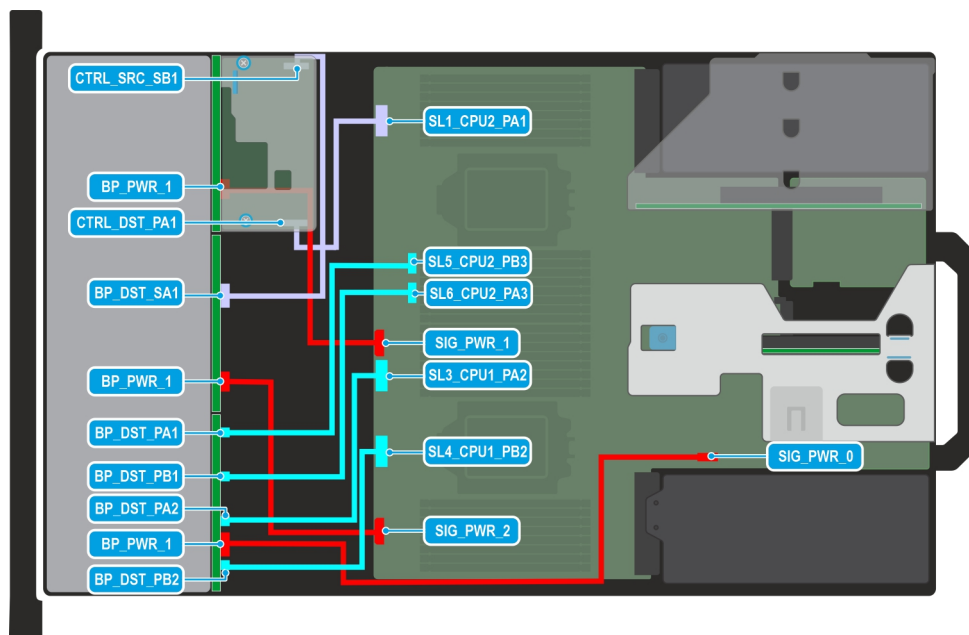 CTRL_SRC_SB1
BP_PWR_1
CTRL_DST_PA1
BP_DST_SA1
BP_PWR_1
BP_DST_PA1
BP_DST_PB1
BP_DST_PA2
BP_PWR_1
BP_DST_PB2
SL1_CPU2_PA1
SL5_CPU2_PB3
SL6_CPU2_PA3
SIG_PWR_1
SL3_CPU1_PA2
SL4_CPU1_PB2
SIG_PWR_0
SIG_PWR_2